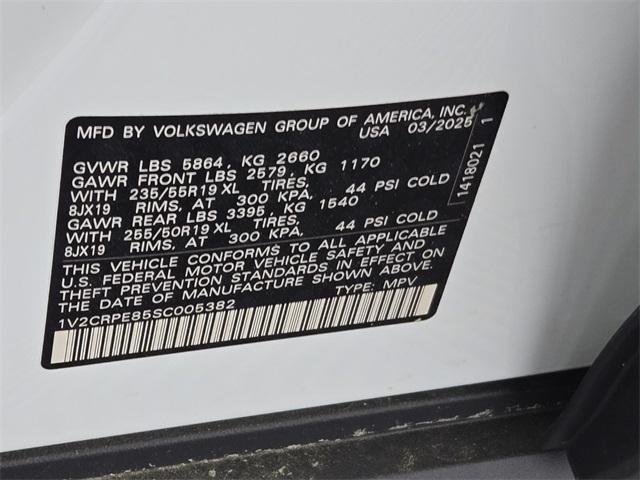 MFD BY VOLKSWAGEN GROUP OF AMERICA, INC.
USA 03/2025
GVWR LBS 5864, KG 2660
GAWR FRONT LBS 2579, KG 1170
WITH 235/55R19 XL TIRES,
8JX19 RIMS, AT 300 KPA, 44 PSI COLD
GAWR REAR LBS 3395, KG 1540
WITH 255/50R19 XL TIRES,
8JX19 RIMS, AT 300 KPA, 44 PSI COLD
THIS VEHICLE CONFORMS TO ALL APPLICABLE
U.S. FEDERAL MOTOR VEHICLE SAFETY AND
THEFT PREVENTION STANDARDS IN EFFECT ON
THE DATE OF MANUFACTURE SHOWN ABOVE.
1V2CRPE85SC005382 TYPE: MPV
1418021 1